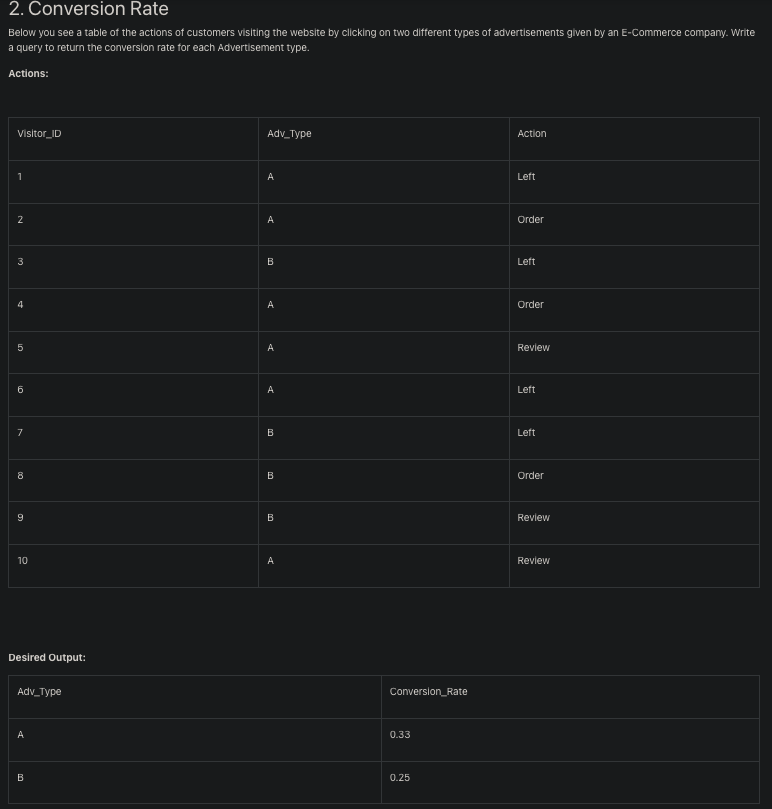 2. Conversion Rate
Below you see a table of the actions of customers visiting the website by clicking on two different types of advertisements given by an E-Commerce company. Write
a query to return the conversion rate for each Advertisement type.
Actions:
Visitor_ID Adv_Type Action
1 A Left
2 A Order
3 B Left
4 A Order
5 A Review
6 A Left
7 B Left
8 B Order
9 B Review
10 A Review
Desired Output:
Adv_Type Conversion_Rate
A 0.33
B 0.25